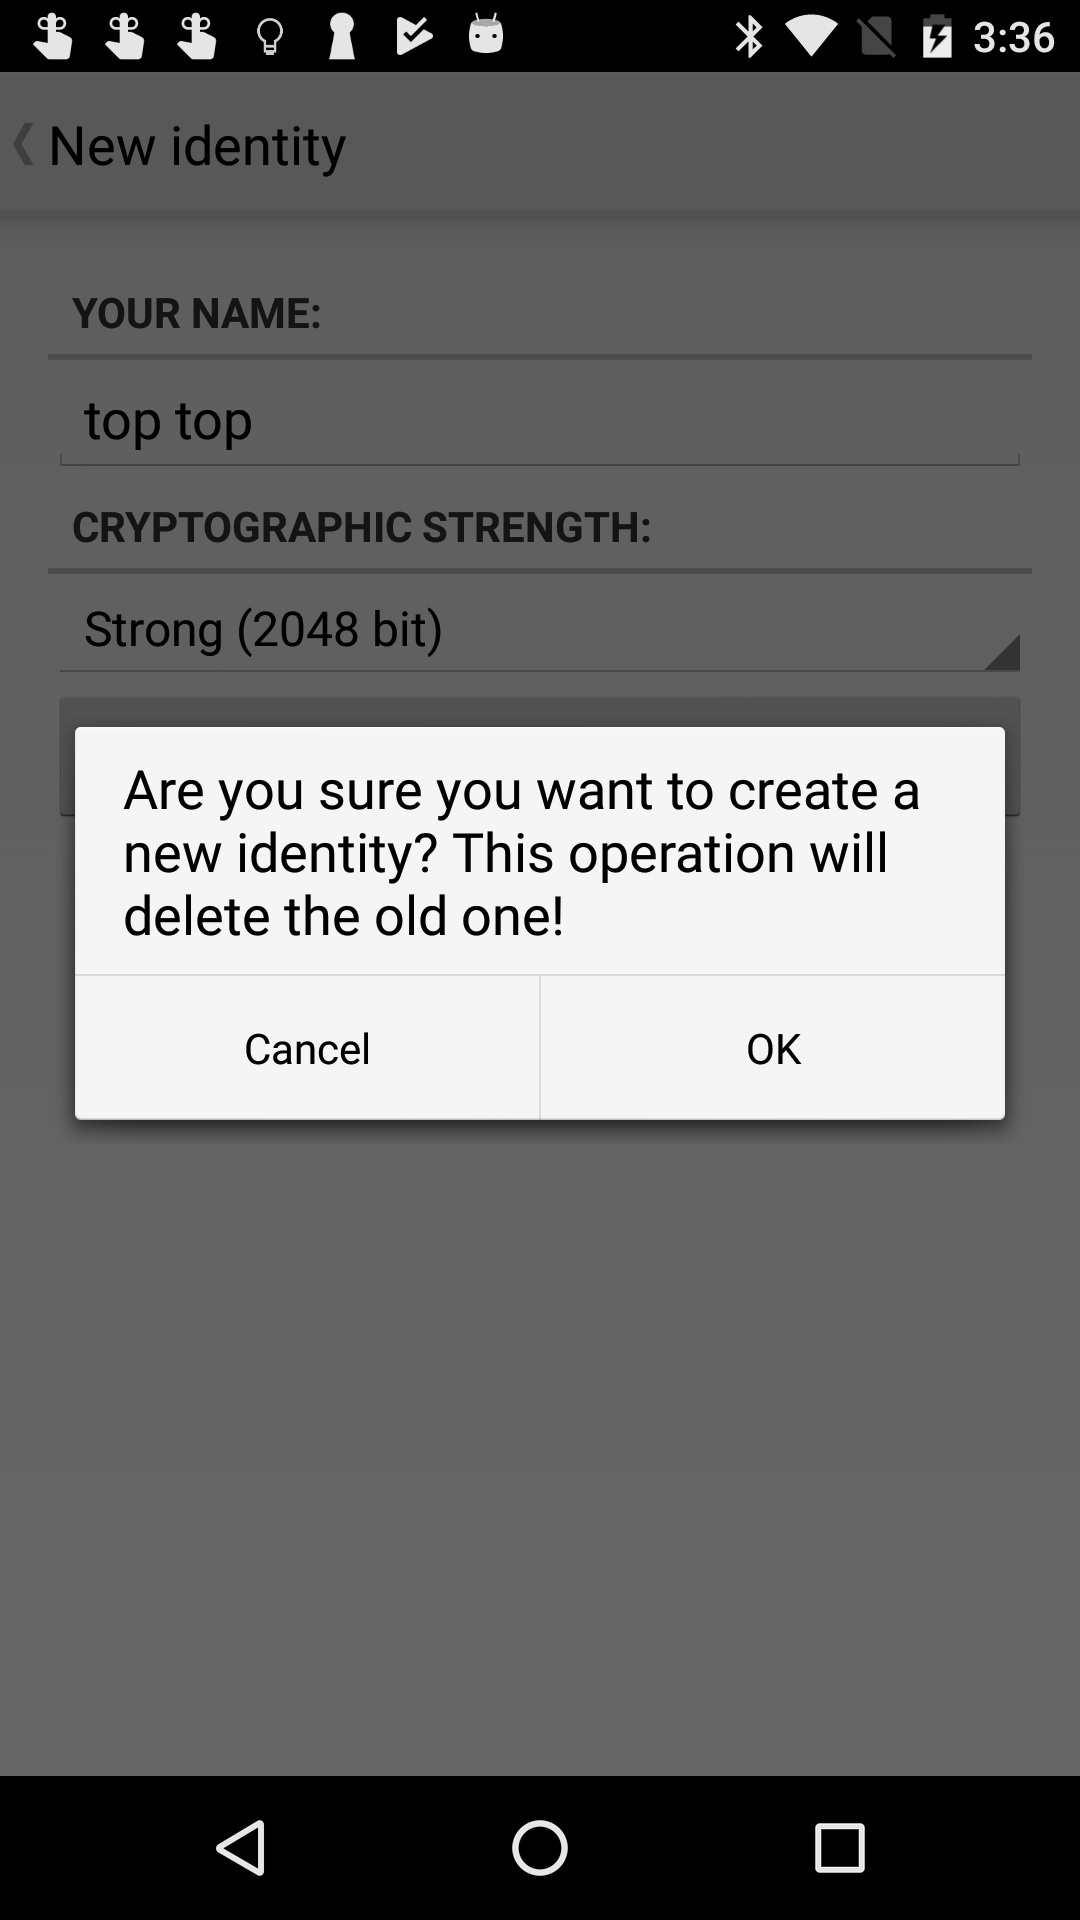 3:36
New identity
YOUR NAME:
top top
CRYPTOGRAPHIC STRENGTH:
Strong (2048 bit)
Are you sure you want to create a
new identity? This operation will
delete the old one!
Cancel
OK